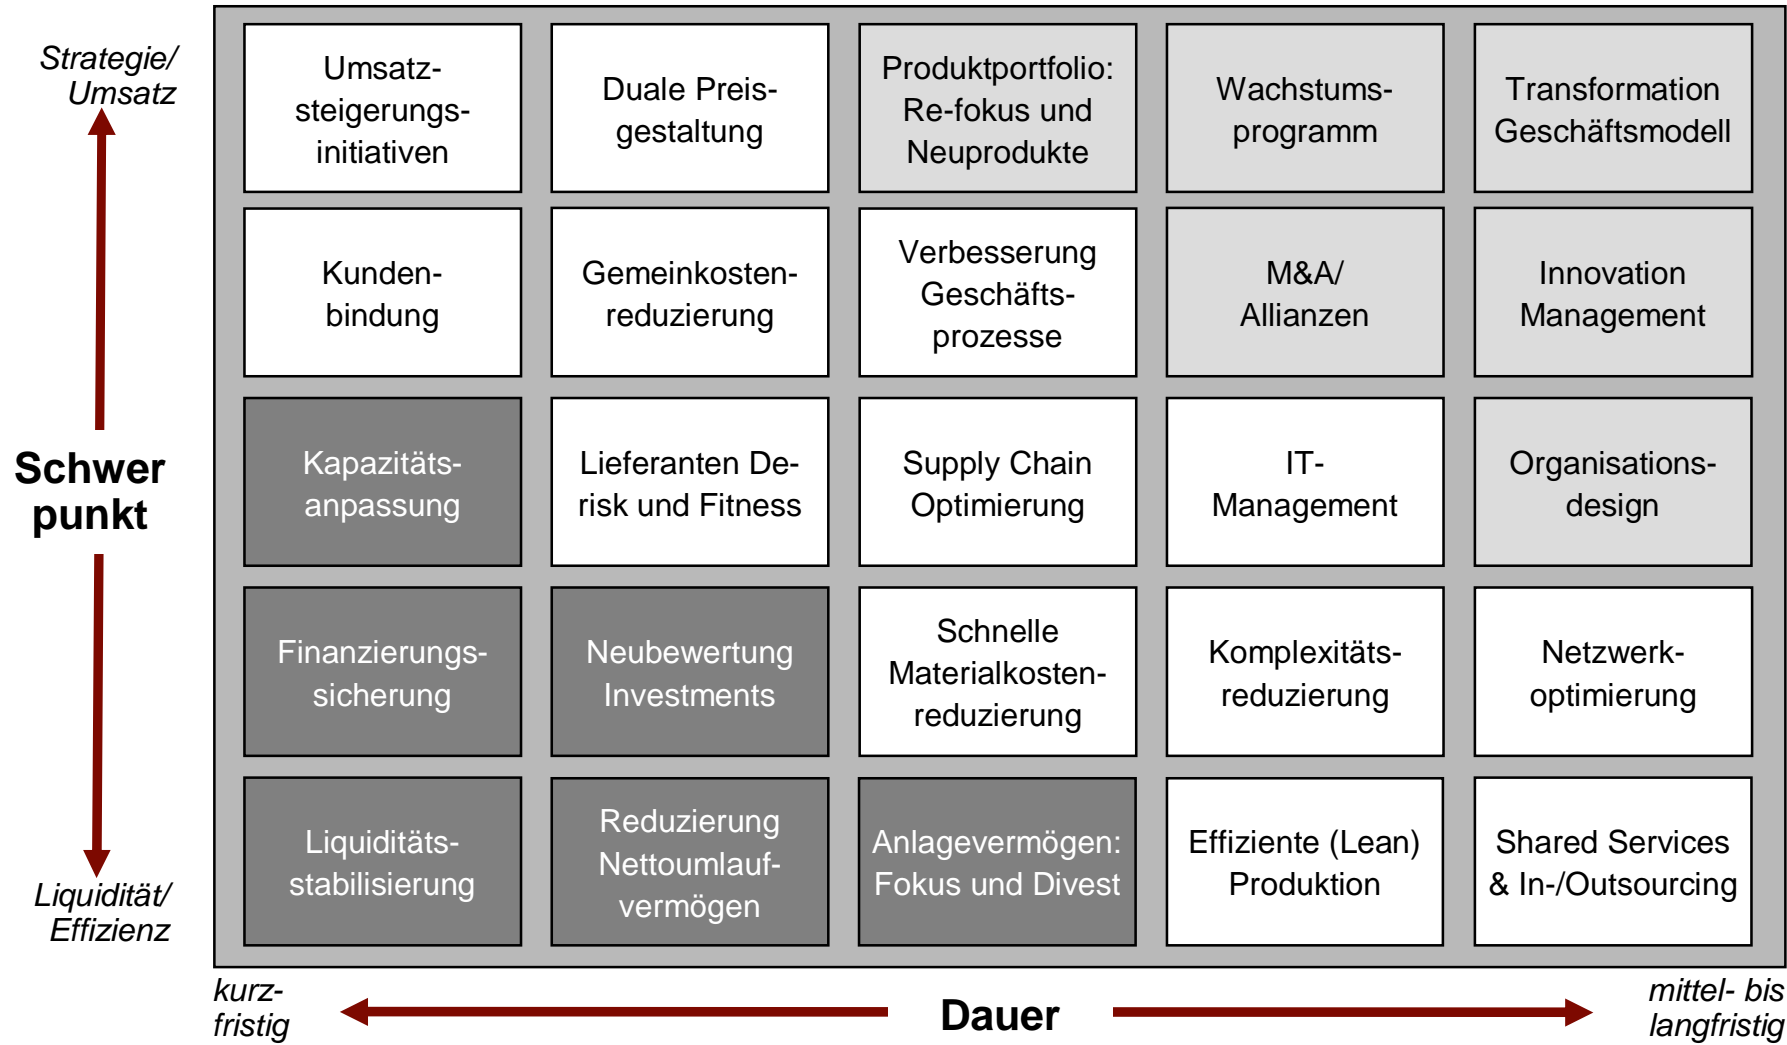 Strategie/
Umsatz
Schwer
punkt
Liquidität/
Effizienz
Umsatz-
steigerungs-
initiativen
Duale Preis-
gestaltung
Produktportfolio:
Re-fokus und
Neuprodukte
Wachstums-
programm
Transformation
Geschäftsmodell
Kunden-
bindung
Gemeinkosten-
reduzierung
Verbesserung
Geschäfts-
prozesse
M&A/
Allianzen
Innovation
Management
Kapazitäts-
anpassung
Lieferanten De-
risk und Fitness
Supply Chain
Optimierung
IT-
Management
Organisations-
design
Finanzierungs-
sicherung
Neubewertung
Investments
Schnelle
Materialkosten-
reduzierung
Komplexitäts-
reduzierung
Netzwerk-
optimierung
Liquiditäts-
stabilisierung
Reduzierung
Nettoumlauf-
vermögen
Anlagevermögen:
Fokus und Divest
Effiziente (Lean)
Produktion
Shared Services
& In-/Outsourcing
kurz-
fristig
Dauer
mittel- bis
langfristig